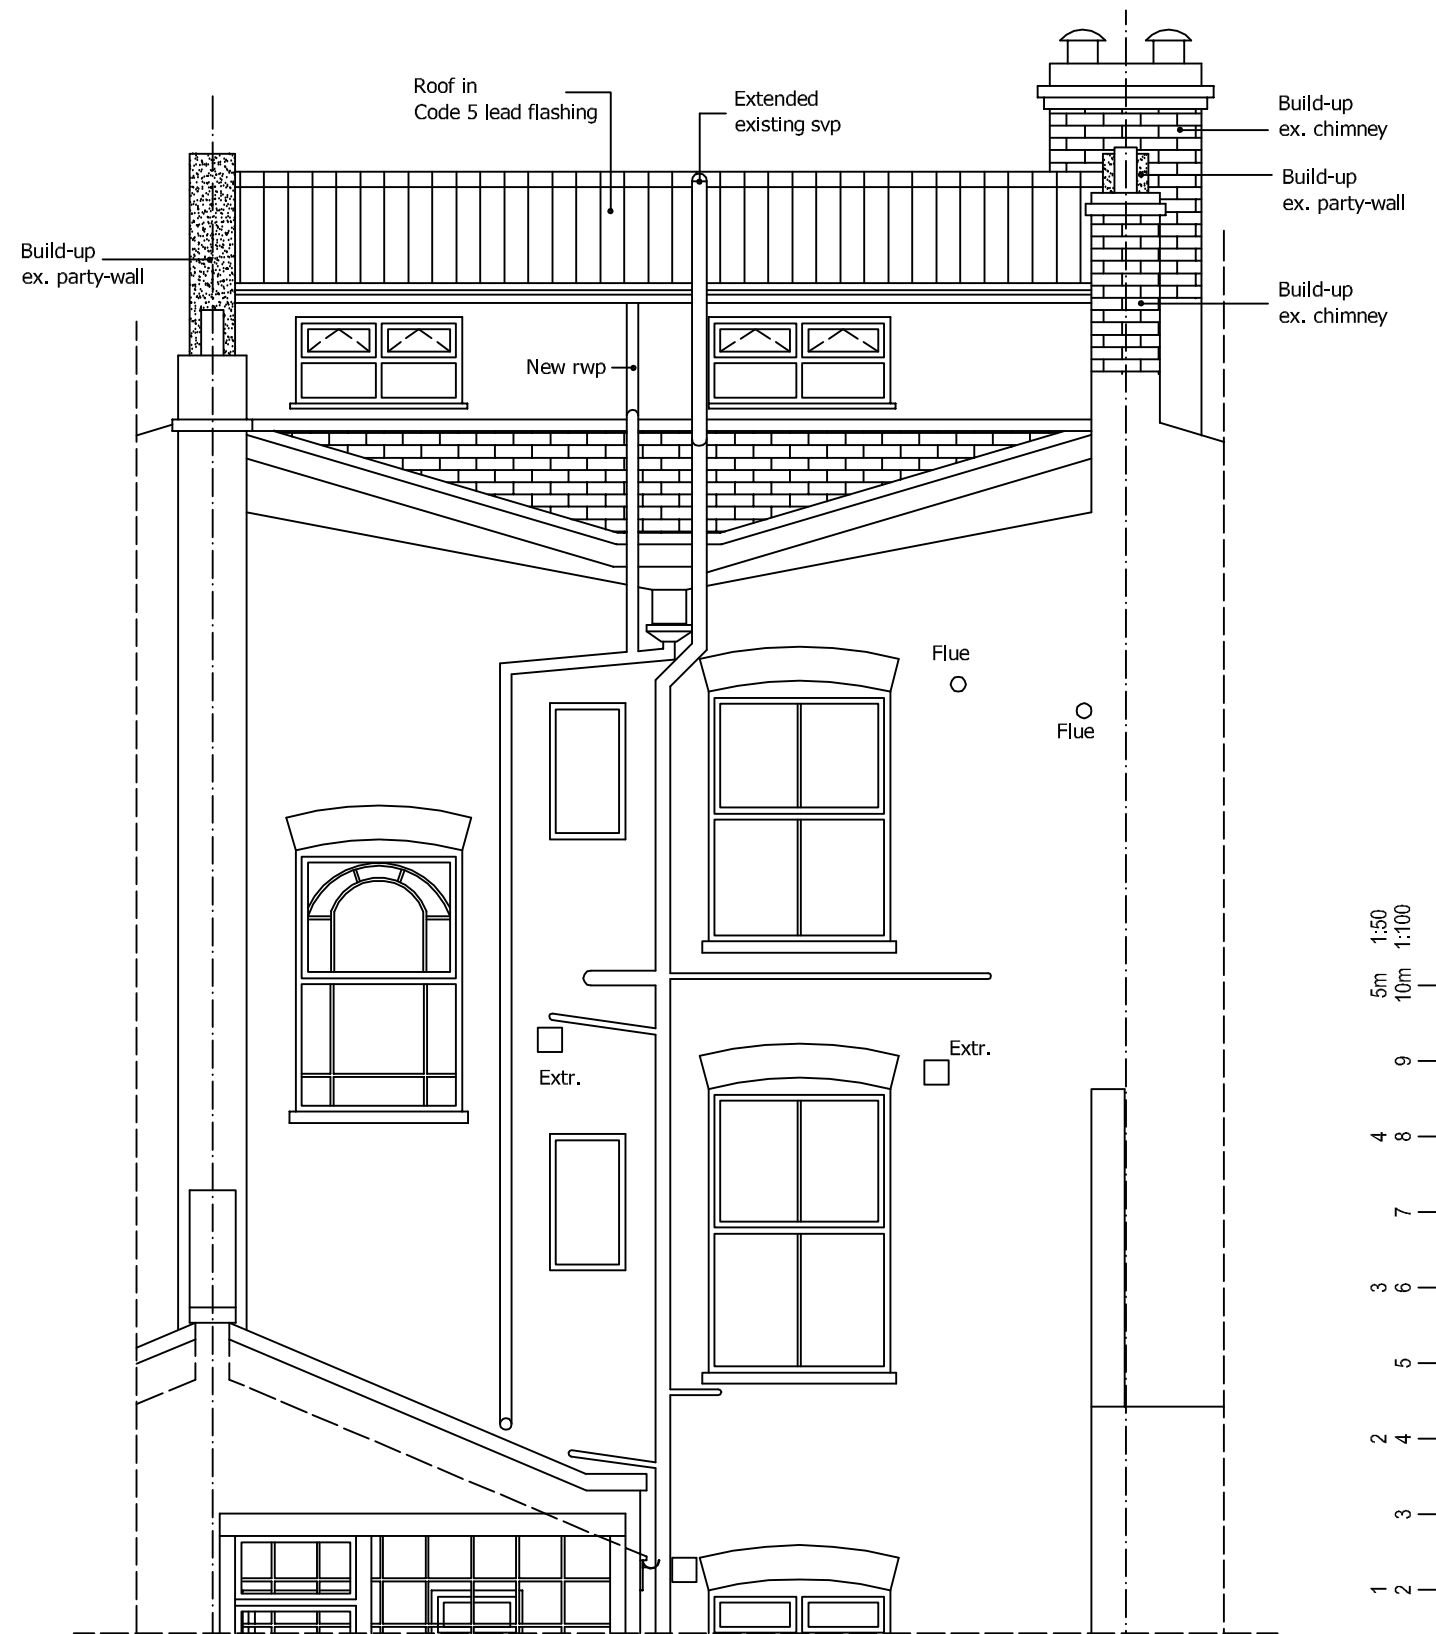 Roof in
Code 5 lead flashing
Extended
existing svp
Build-up
ex. chimney
Build-up
ex. party-wall
Build-up
ex. party-wall
Build-up
ex. chimney
New rwp
Flue
Flue
Extr.
Extr.
1:50
1:100
5m
10m
9
4
8
7
3
6
5
2
4
3
1
2